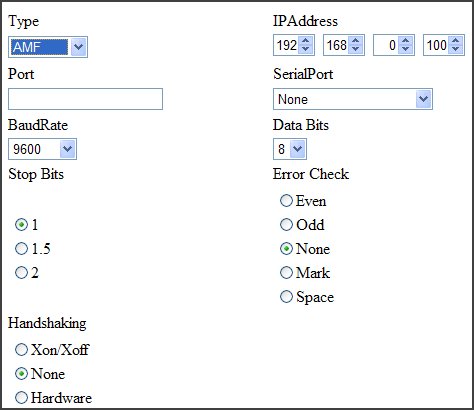 Type IPAddress
AMF 192 168 0 100
Port SerialPort
None
BaudRate Data Bits
9600 8
Stop Bits Error Check
Even
1 Odd
1.5 None
2 Mark
Space
Handshaking
Xon/Xoff
None
Hardware